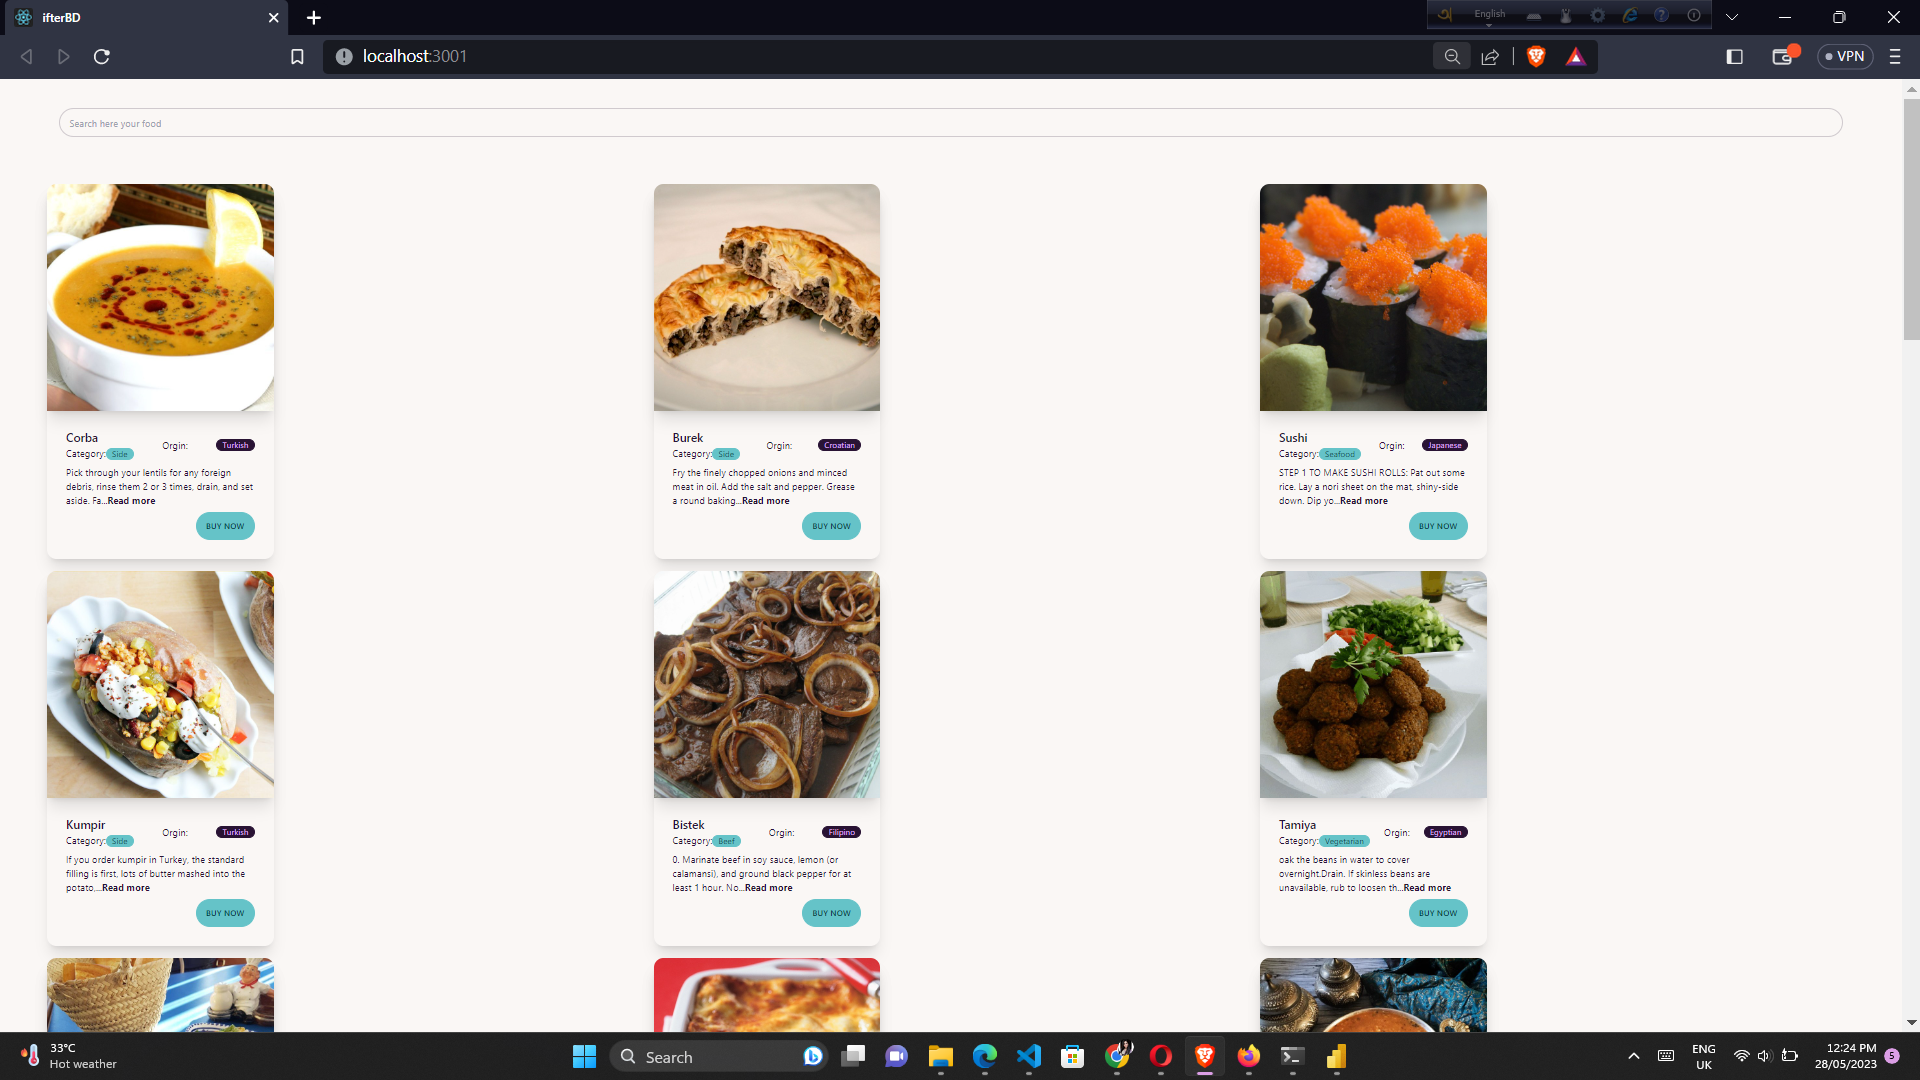 ifterBD
English
localhost:3001
VPN
Search here your food
Corba
Category:Side
Orgin:
Turkish
Pick through your lentils for any foreign
debris, rinse them 2 or 3 times, drain, and set
aside. Fa...Read more
BUY NOW
Burek
Category:Side
Orgin:
Croatian
Fry the finely chopped onions and minced
meat in oil. Add the salt and pepper. Grease
a round baking...Read more
BUY NOW
Sushi
Category:Seafood
Orgin:
Japanese
STEP 1 TO MAKE SUSHI ROLLS: Pat out some
rice. Lay a nori sheet on the mat, shiny-side
down. Dip yo...Read more
BUY NOW
Kumpir
Category:Side
Orgin:
Turkish
If you order kumpir in Turkey, the standard
filling is first, lots of butter mashed into the
potato,...Read more
BUY NOW
Bistek
Category:Beef
Orgin:
Filipino
0. Marinate beef in soy sauce, lemon (or
calamansi), and ground black pepper for at
least 1 hour. No...Read more
BUY NOW
Tamiya
Category:Vegetarian
Orgin:
Egyptian
oak the beans in water to cover
overnight.Drain. If skinless beans are
unavailable, rub to loosen th...Read more
BUY NOW
33°C
Hot weather
Search
ENG
UK
12:24 PM
28/05/2023
5